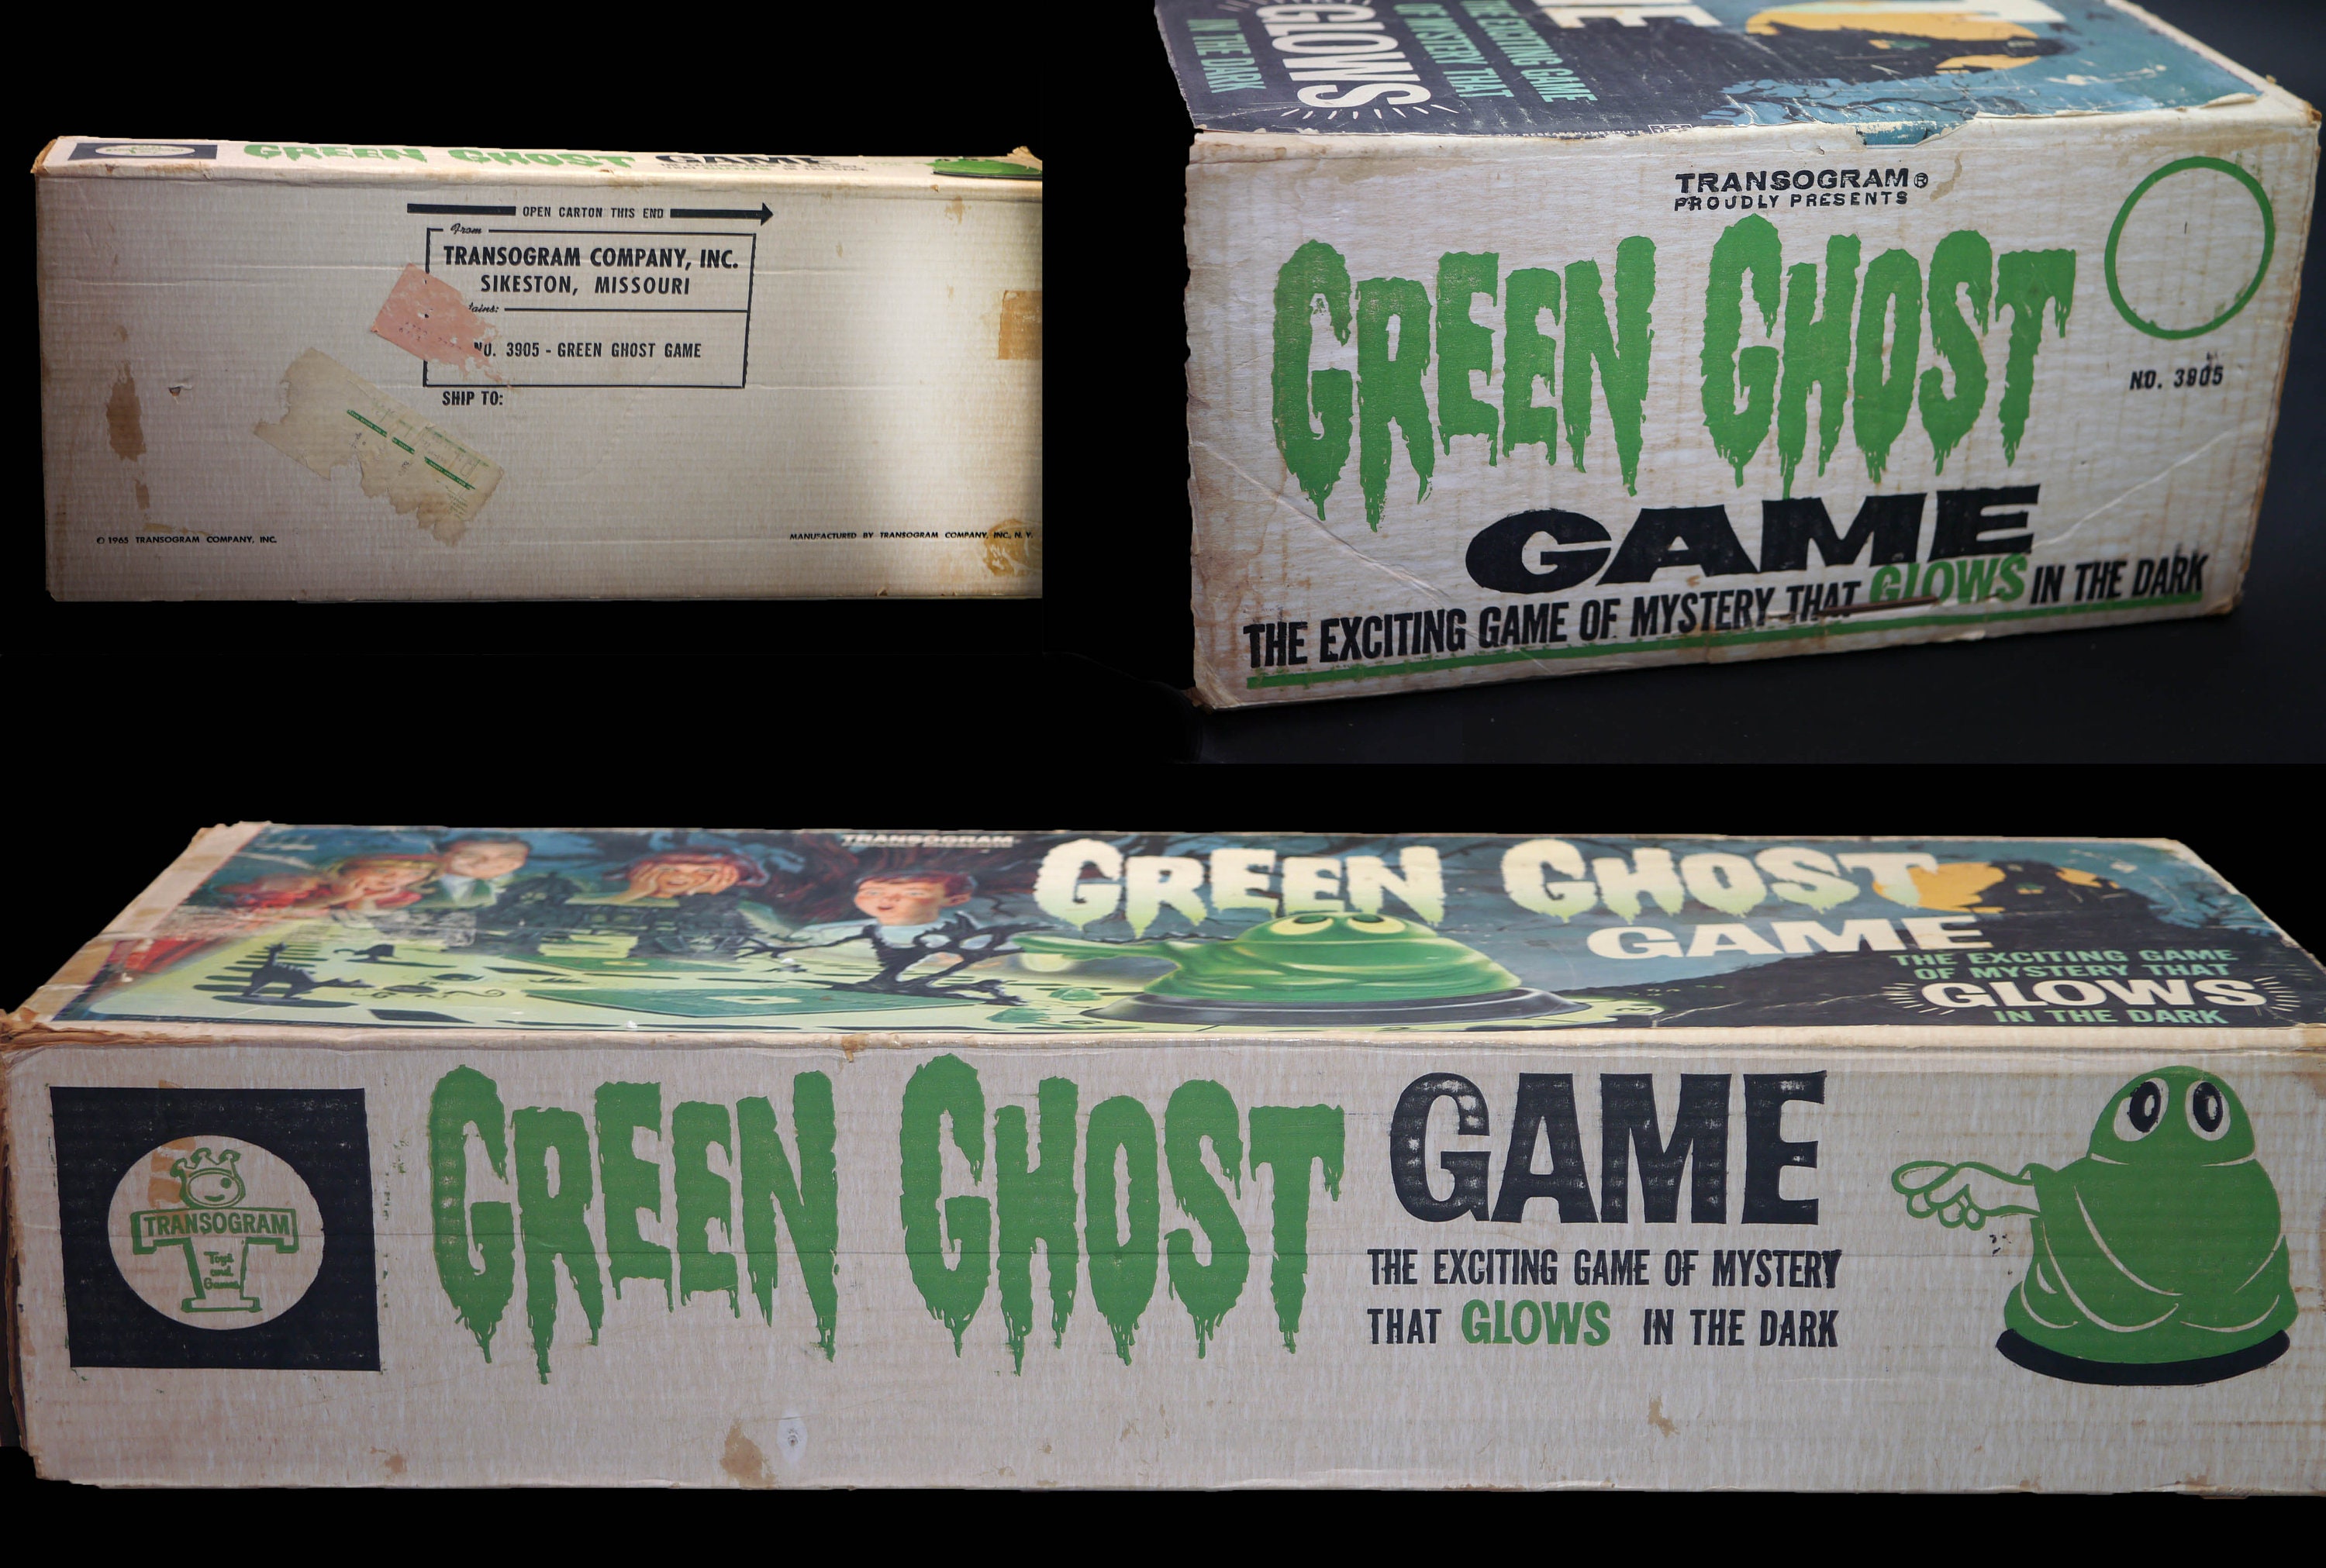 GREEN GHOST GAME
OPEN CARTON THIS END
From
TRANSOGRAM COMPANY, INC.
SIKESTON, MISSOURI
NO. 3905 - GREEN GHOST GAME
SHIP TO:
© 1965 TRANSOGRAM COMPANY, INC.
MANUFACTURED BY TRANSOGRAM COMPANY, INC, N. Y.
THE EXCITING GAME
OF MYSTERY THAT
GLOWS
IN THE DARK
TRANSOGRAM®
PROUDLY PRESENTS
GREEN GHOST
GAME
NO. 3905
THE EXCITING GAME OF MYSTERY THAT GLOWS IN THE DARK
TRANSOGRAM
GREEN GHOST
GAME
THE EXCITING GAME
OF MYSTERY THAT
GLOWS
IN THE DARK
TRANSOGRAM
Toys
and
Games
GREEN GHOST GAME
THE EXCITING GAME OF MYSTERY
THAT GLOWS IN THE DARK